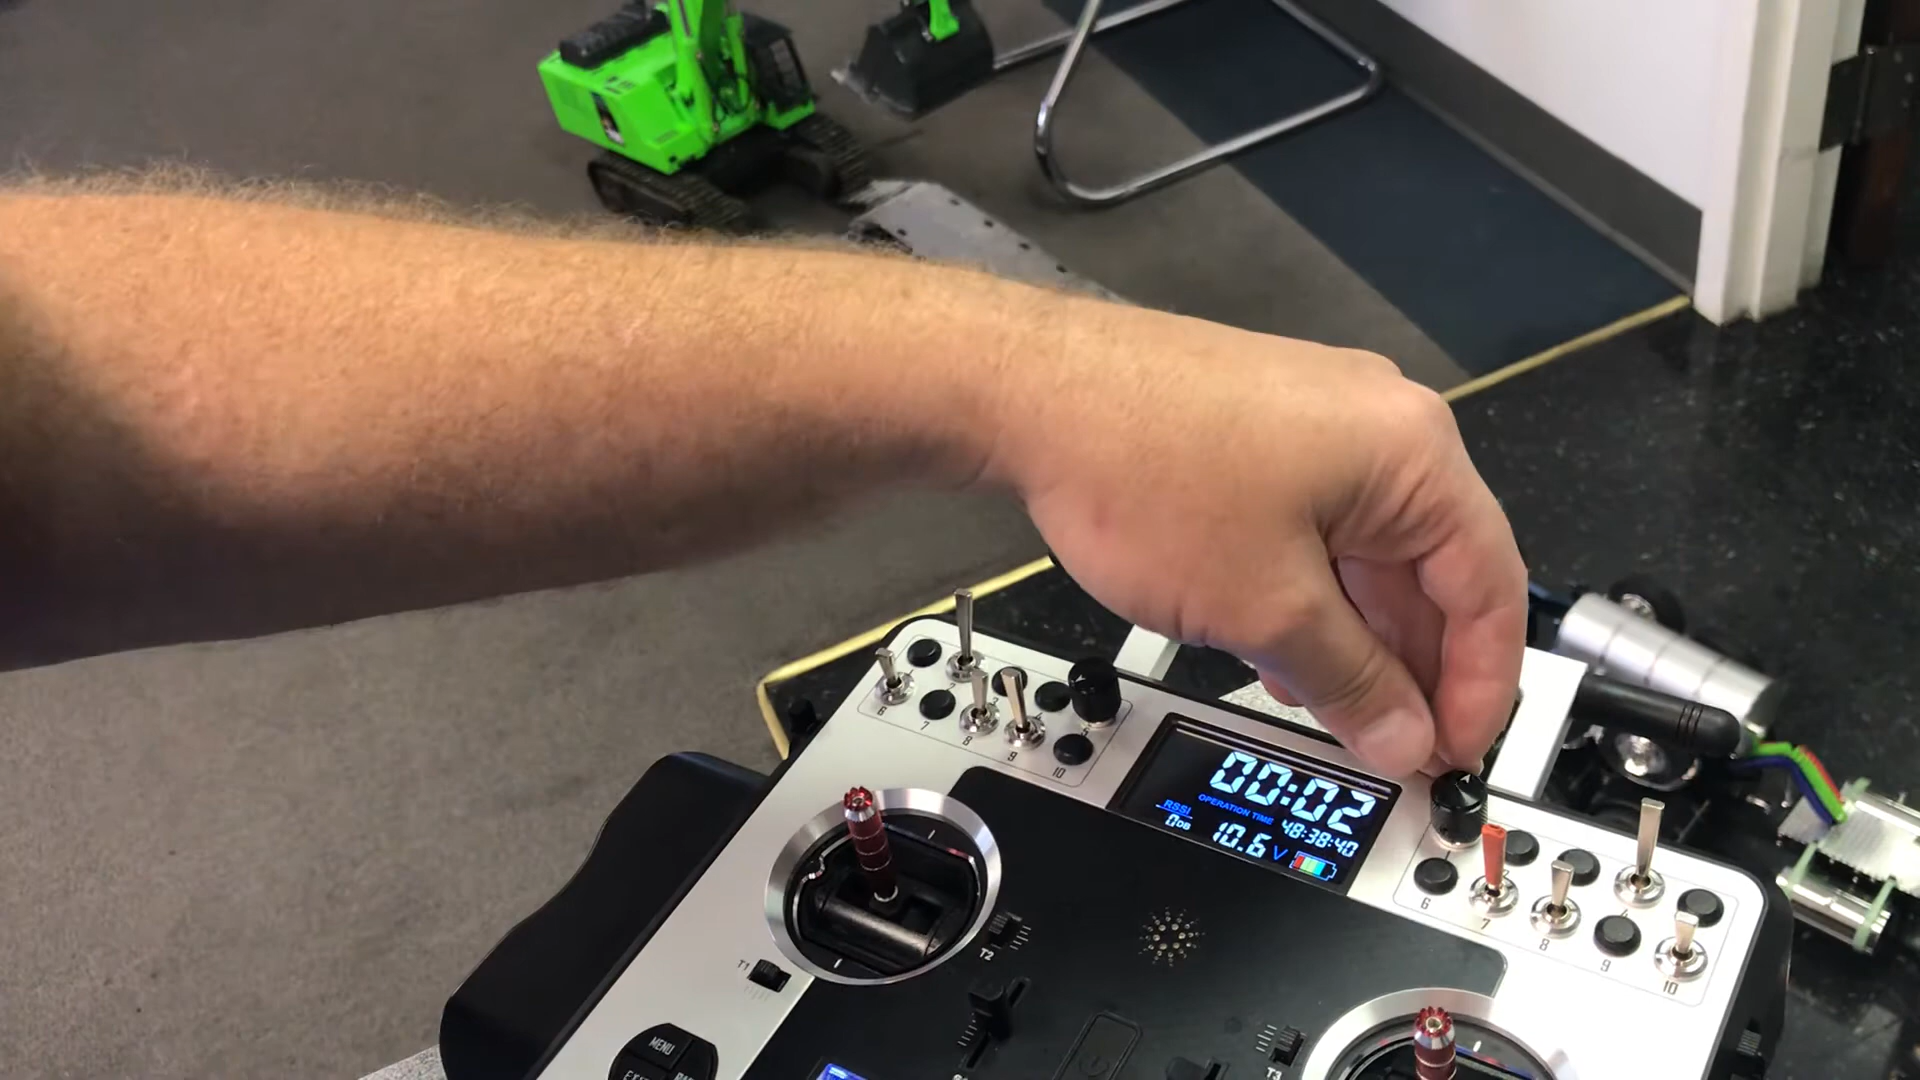 00:02
OPERATION TIME
48:38:40
RSSI
0DB
10.6 V
6
7
8
9
10
6
7
8
9
10
T1
T2
T3
MENU